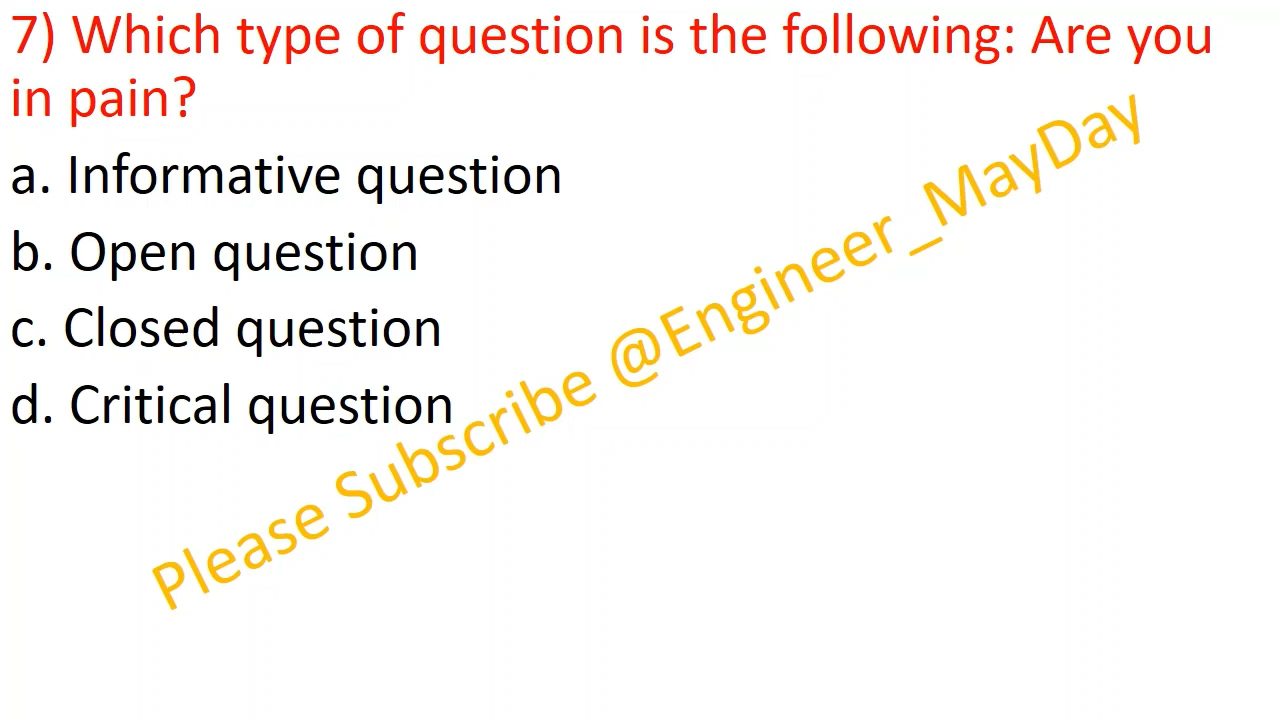 7) Which type of question is the following: Are you
in pain?
a. Informative question
b. Open question
c. Closed question
d. Critical question
Please Subscribe @Engineer_MayDay